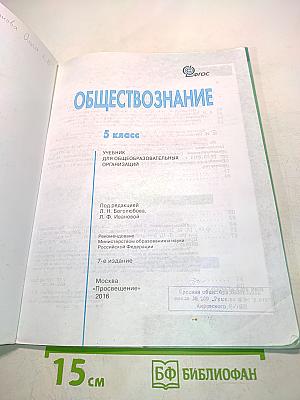 ФГОС
ОБЩЕСТВОЗНАНИЕ
5 класс
УЧЕБНИК
ДЛЯ ОБЩЕОБРАЗОВАТЕЛЬНЫХ
ОРГАНИЗАЦИЙ
Под редакцией
Л. Н. Боголюбова,
Л. Ф. Ивановой
Рекомендовано
Министерством образования и науки
Российской Федерации
7-е издание
Москва
«Просвещение»
2016
15 см
БФ БИБЛИОФАН